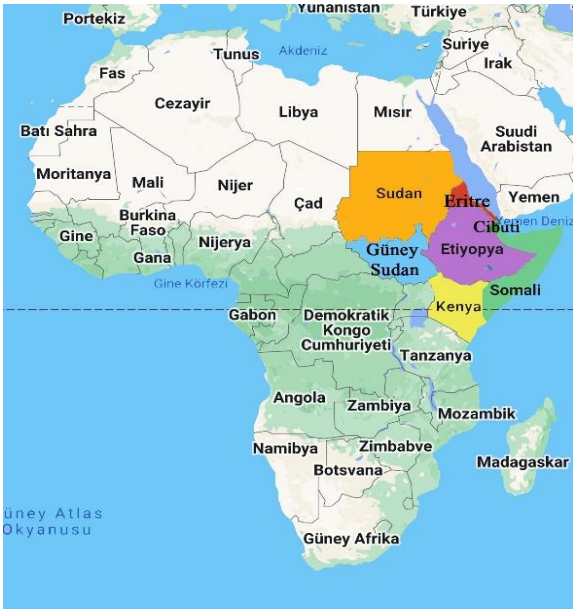 Yunanistan
Portekiz
Türkiye
Tunus
Akdeniz
Suriye
Fas
Irak
Cezayir
Libya
Mısır
Batı Sahra
Suudi
Arabistan
Moritanya
Mali
Nijer
Sudan
Yemen
Çad
Eritre
Burkina
Faso
Yemen Deniz
Cibuti
Gine
Nijerya
Güney
Sudan
Etiyopya
Gana
Gine Körfezi
Somali
Kenya
Gabon
Demokratik
Kongo
Cumhuriyeti
Tanzanya
Angola
Zambiya
Mozambik
Namibya
Zimbabve
Madagaskar
Botsvana
üney Atlas
Okyanusu
Güney Afrika